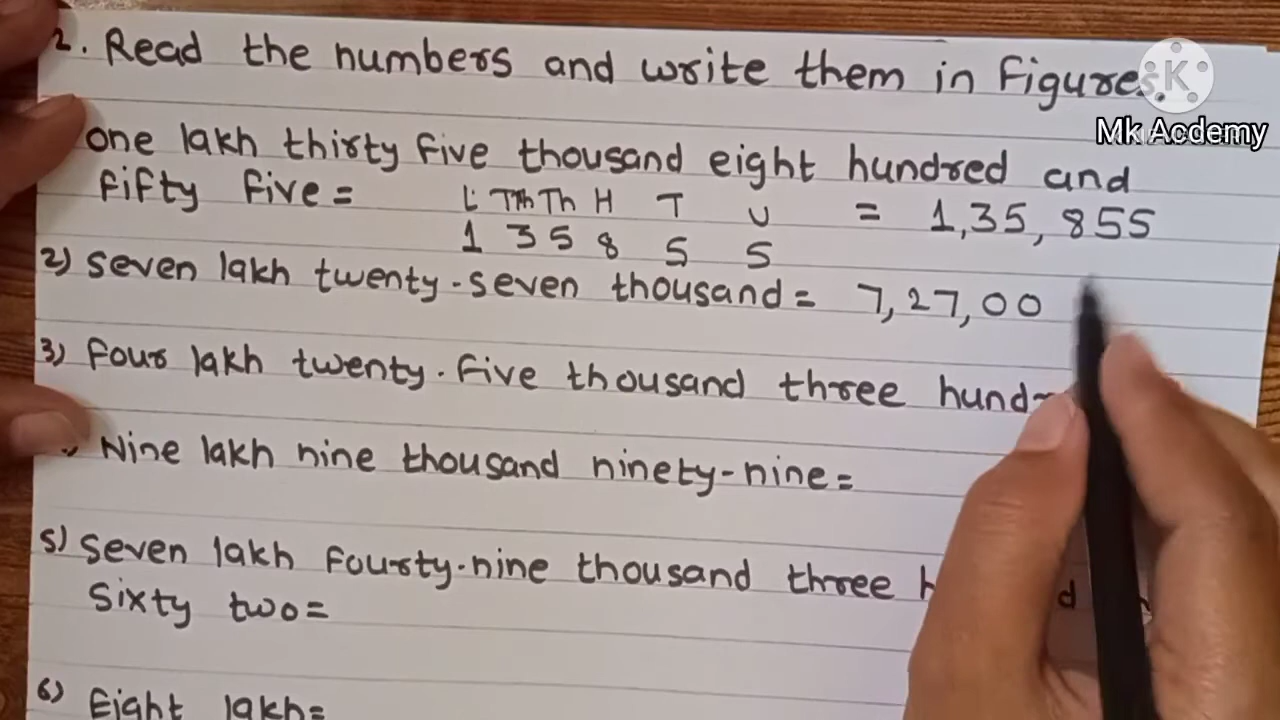 2. Read the numbers and write them in Figures.
K
Mk Acdemy
one lakh thirty five thousand eight hundred and
fifty five =
L TTh Th H T U = 1,35,855
1 3 5 8 5 5
2) seven lakh twenty-seven thousand = 7,27,00
3) four lakh twenty-five thousand three
Nine lakh nine thousand ninety-nine =
5) seven lakh fourty-nine thousand three
sixty two =
6) Eight lakh =